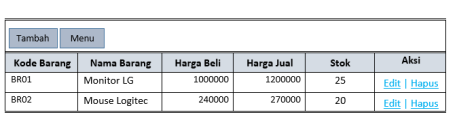 Tambah Menu
Kode Barang Nama Barang Harga Beli Harga Jual Stok Aksi
BR01 Monitor LG 1000000 1200000 25 Edit | Hapus
BR02 Mouse Logitec 240000 270000 20 Edit | Hapus